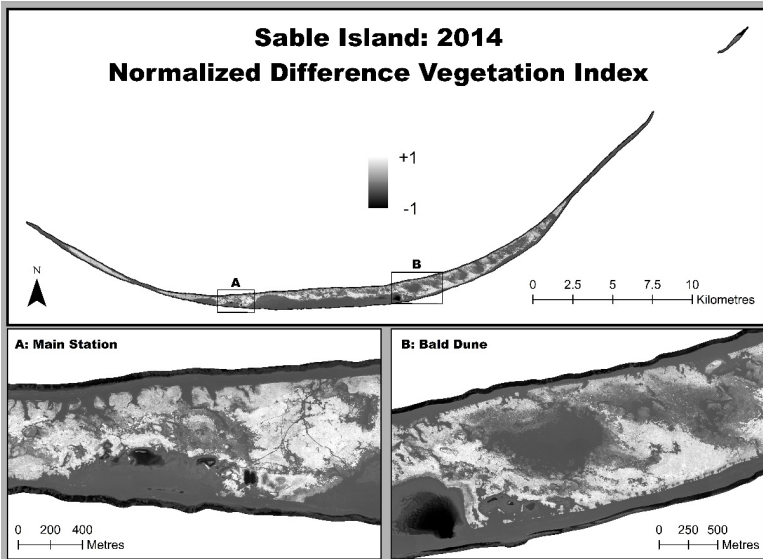 Sable Island: 2014
Normalized Difference Vegetation Index
+1
-1
A
B
N
0 2.5 5 7.5 10
Kilometres
A: Main Station
0 200 400
Metres
B: Bald Dune
0 250 500
Metres